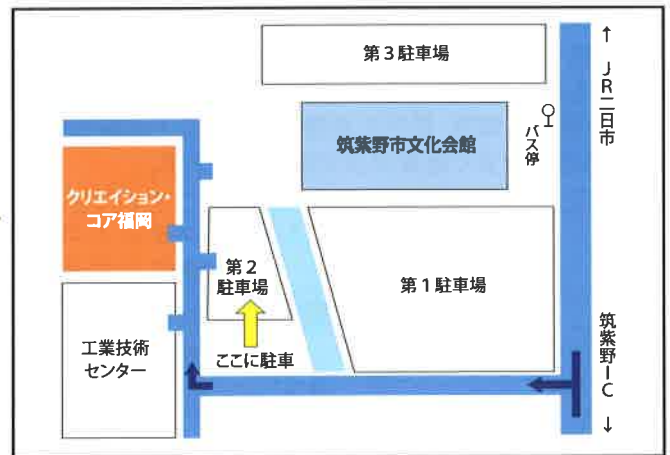 第3駐車場
↑ JR二日市
バス停
筑紫野市文化会館
クリエイション・
コア福岡
第2
駐車場
第1駐車場
工業技術
センター
ここに駐車
筑紫野IC ↓